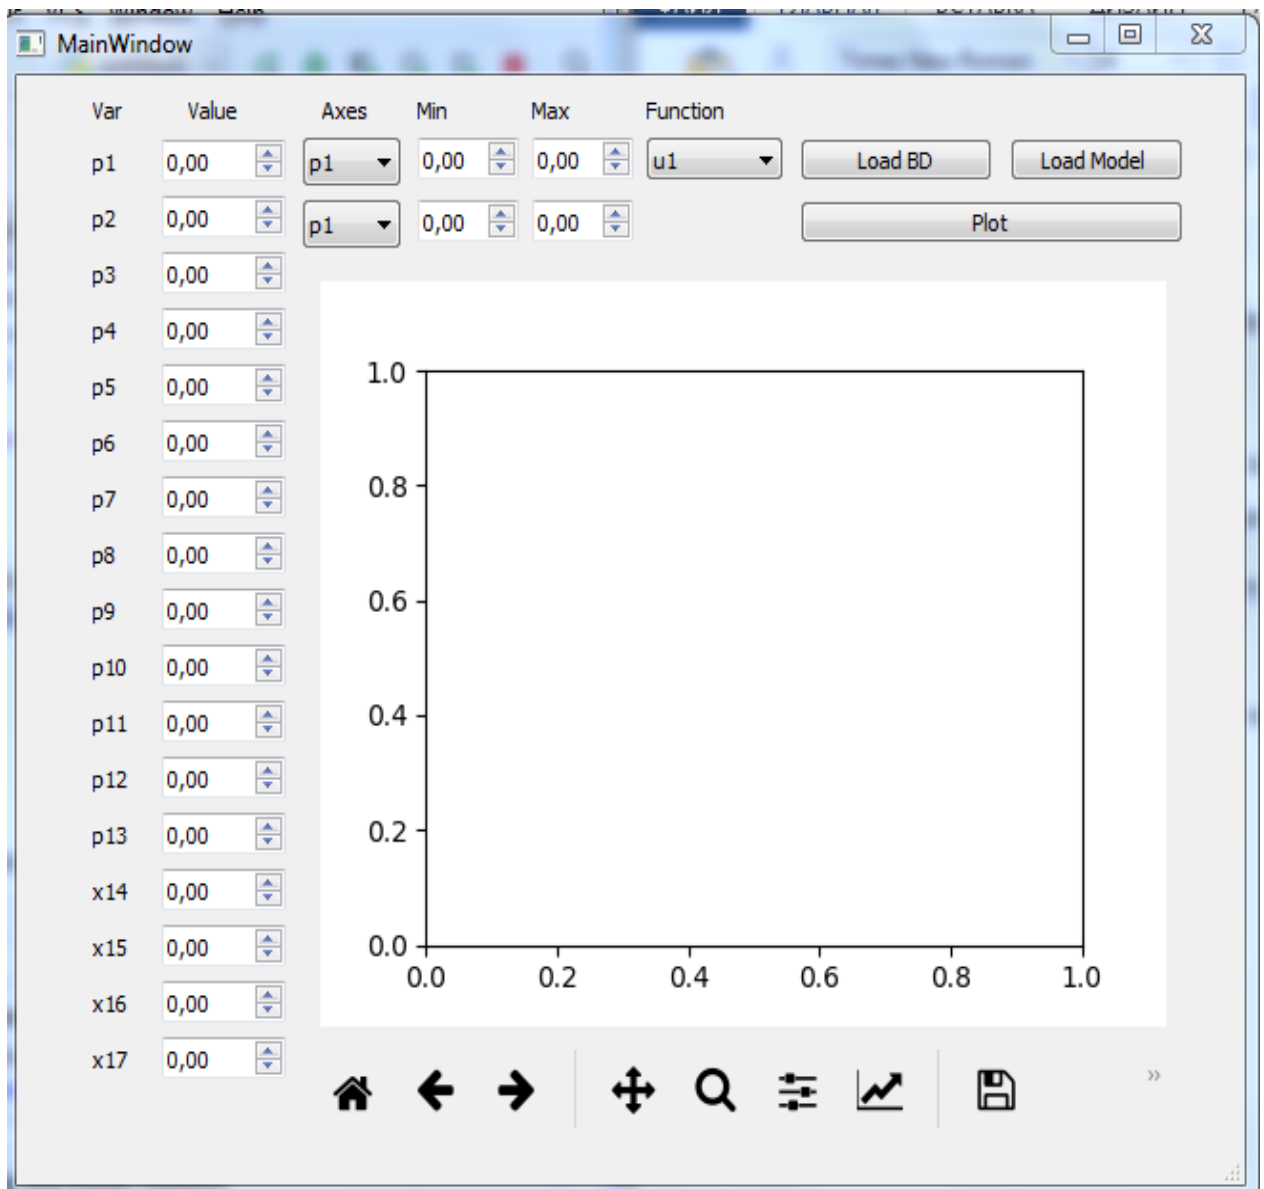 Window Help
MainWindow
Times New Roman
Var Value Axes Min Max Function
p1 0,00 p1 0,00 0,00 u1 Load BD Load Model
p2 0,00 p1 0,00 0,00 Plot
p3 0,00
p4 0,00
p5 0,00
p6 0,00
p7 0,00
p8 0,00
p9 0,00
p10 0,00
p11 0,00
p12 0,00
p13 0,00
x14 0,00
x15 0,00
x16 0,00
x17 0,00
1.0
0.8
0.6
0.4
0.2
0.0
0.0 0.2 0.4 0.6 0.8 1.0
»